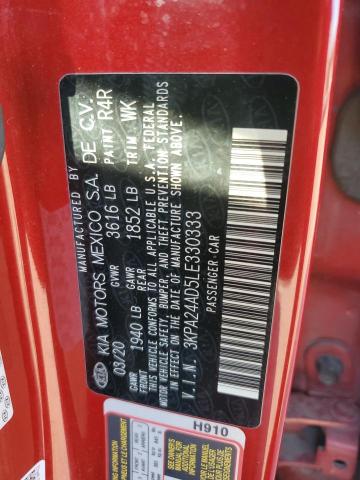 MANUFACTURED BY
KIA MOTORS MEXICO S.A. DE C.V.
03/20 GVWR 3616 LB PAINT R4R
GAWR FRONT 1940 LB GAWR REAR 1852 LB TRIM WK
THIS VEHICLE CONFORMS TO ALL APPLICABLE U.S.A. FEDERAL
MOTOR VEHICLE SAFETY, BUMPER, AND THEFT PREVENTION STANDARDS
IN EFFECT ON THE DATE OF MANUFACTURE SHOWN ABOVE.
V.I.N. 3KPA24AD5LE330333
PASSENGER CAR
KIA
H910